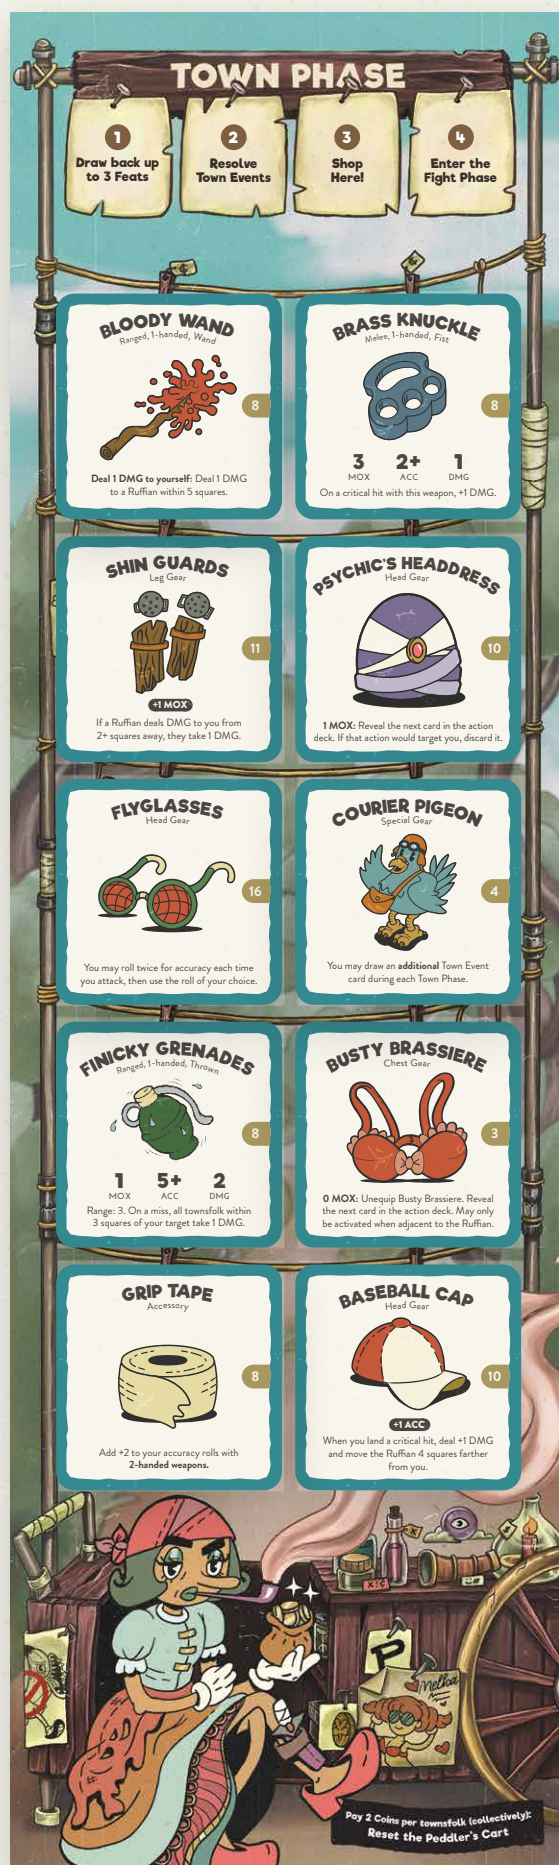 TOWN PHASE
1
Draw back up
to 3 Feats
2
Resolve
Town Events
3
Shop
Here!
4
Enter the
Fight Phase
BLOODY WAND
Ranged, 1-handed, Wand
8
Deal 1 DMG to yourself: Deal 1 DMG
to a Ruffian within 5 squares.
BRASS KNUCKLE
Melee, 1-handed, Fist
8
3 2+ 1
MOX ACC DMG
On a critical hit with this weapon, +1 DMG.
SHIN GUARDS
Leg Gear
11
+1 MOX
If a Ruffian deals DMG to you from
2+ squares away, they take 1 DMG.
PSYCHIC'S HEADDRESS
Head Gear
10
1 MOX: Reveal the next card in the action
deck. If that action would target you, discard it.
FLYGLASSES
Head Gear
16
You may roll twice for accuracy each time
you attack, then use the roll of your choice.
COURIER PIGEON
Special Gear
4
You may draw an additional Town Event
card during each Town Phase.
FINICKY GRENADES
Ranged, 1-handed, Thrown
8
1 5+ 2
MOX ACC DMG
Range: 3. On a miss, all townsfolk within
3 squares of your target take 1 DMG.
BUSTY BRASSIERE
Chest Gear
3
0 MOX: Unequip Busty Brassiere. Reveal
the next card in the action deck. May only
be activated when adjacent to the Ruffian.
GRIP TAPE
Accessory
8
Add +2 to your accuracy rolls with
2-handed weapons.
BASEBALL CAP
Head Gear
10
+1 ACC
When you land a critical hit, deal +1 DMG
and move the Ruffian 4 squares farther
from you.
P
Melba
Pay 2 Coins per townsfolk (collectively):
Reset the Peddler's Cart